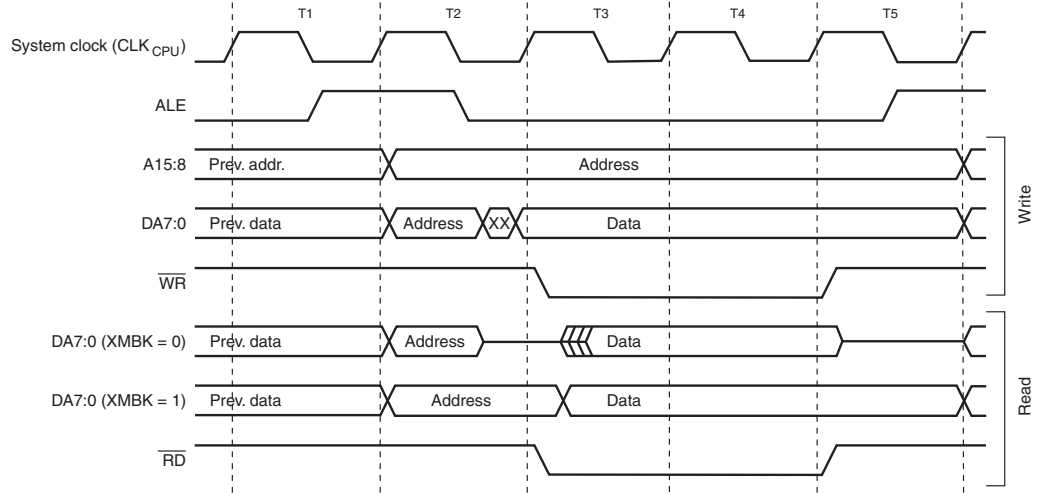 T1 T2 T3 T4 T5
System clock (CLKCPU)
ALE
A15:8 Prev. addr. Address
DA7:0 Prev. data Address XX Data
WR
Write
DA7:0 (XMBK = 0) Prev. data Address Data
DA7:0 (XMBK = 1) Prev. data Address Data
RD
Read